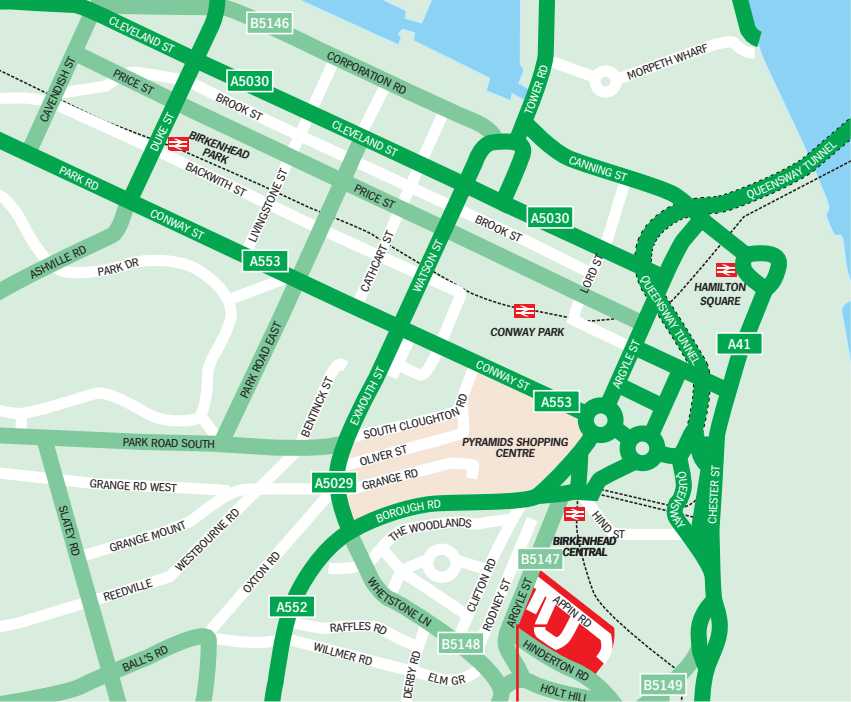 B5146
CLEVELAND ST
CORPORATION RD
MORPETH WHARF
A5030
TOWER RD
PRICE ST
CAVENDISH ST
BROOK ST
DUKE ST
CLEVELAND ST
BIRKENHEAD
PARK
CANNING ST
QUEENSWAY TUNNEL
BACKWITH ST
PARK RD
LIVINGSTONE ST
PRICE ST
CONWAY ST
BROOK ST
A5030
ASHVILLE RD
PARK DR
A553
CATHCART ST
WATSON ST
LORD ST
HAMILTON
SQUARE
QUEENSWAY TUNNEL
CONWAY PARK
A41
PARK ROAD EAST
ARGYLE ST
CONWAY ST
A553
BENTINCK ST
EXMOUTH ST
SOUTH CLOUGHTON RD
PYRAMIDS SHOPPING
CENTRE
PARK ROAD SOUTH
OLIVER ST
GRANGE RD
A5029
GRANGE RD WEST
QUEENSWAY
CHESTER ST
BOROUGH RD
SLATEY RD
GRANGE MOUNT
WESTBOURNE RD
THE WOODLANDS
HIND ST
BIRKENHEAD
CENTRAL
OXTON RD
B5147
REEDVILLE
WHETSTONE LN
CLIFTON RD
RODNEY ST
ARGYLE ST
APPIN RD
A552
RAFFLES RD
WILLMER RD
B5148
HINDERTON RD
BALL'S RD
DERBY RD
ELM GR
HOLT HILL
B5149